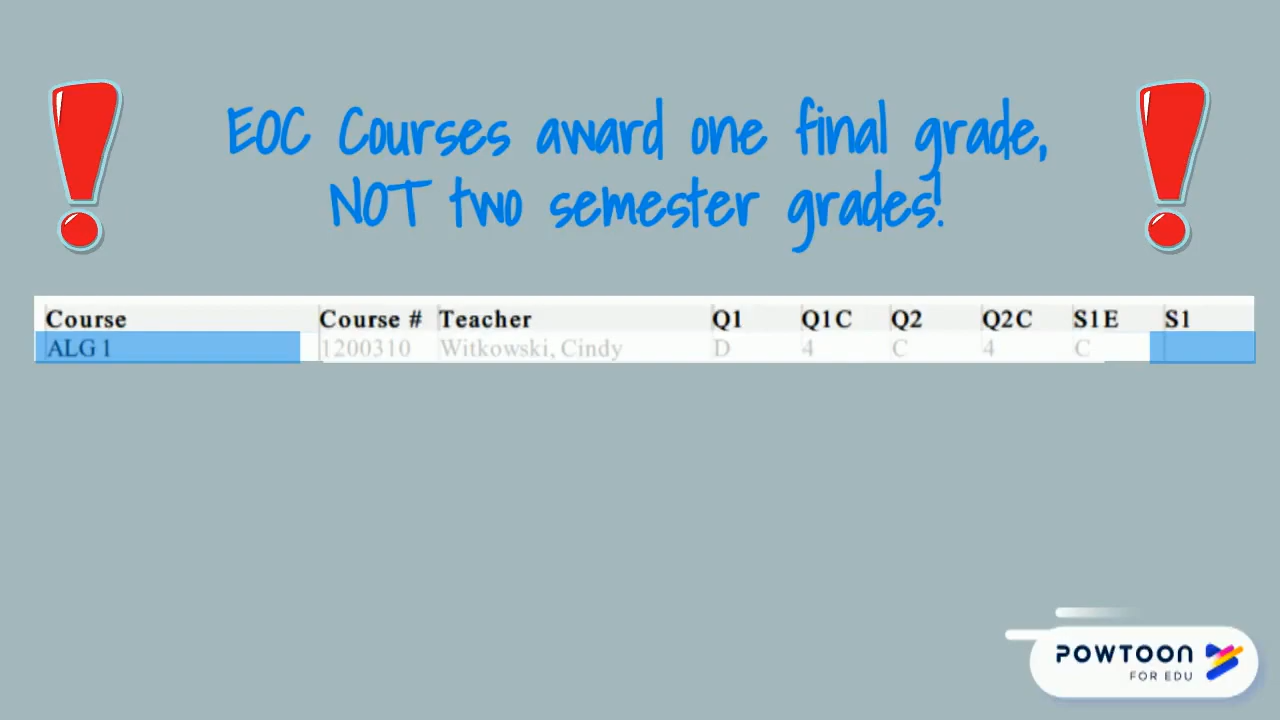 EOC Courses award one final grade,
NOT two semester grades!
Course Course # Teacher Q1 Q1C Q2 Q2C S1E S1
ALG 1 1200310 Witkowski, Cindy D 4 C 4 C
POWTOON
FOR EDU